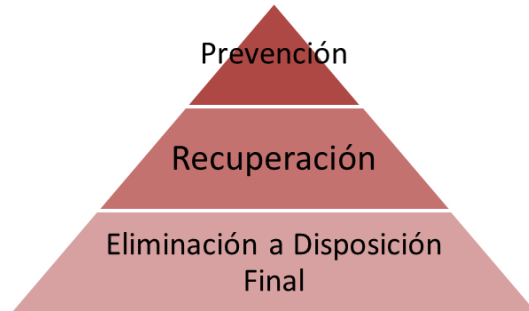 Prevención
Recuperación
Eliminación a Disposición
Final